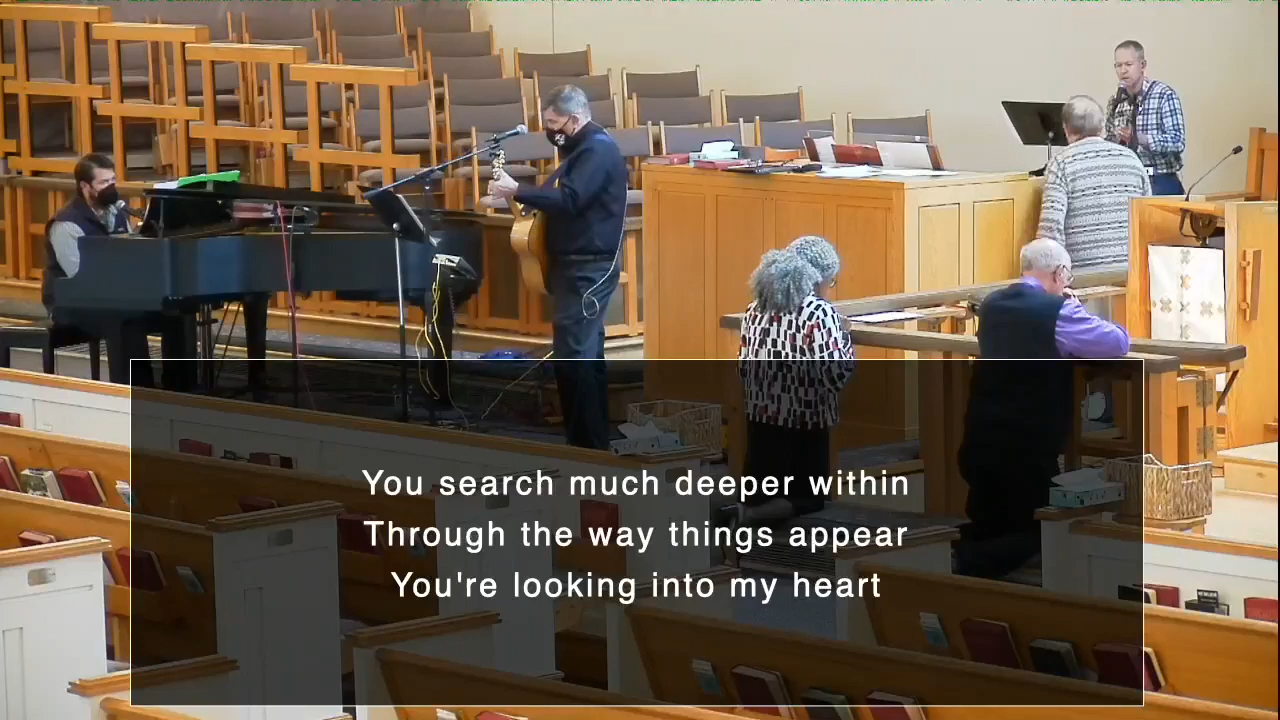 You search much deeper within
Through the way things appear
You're looking into my heart